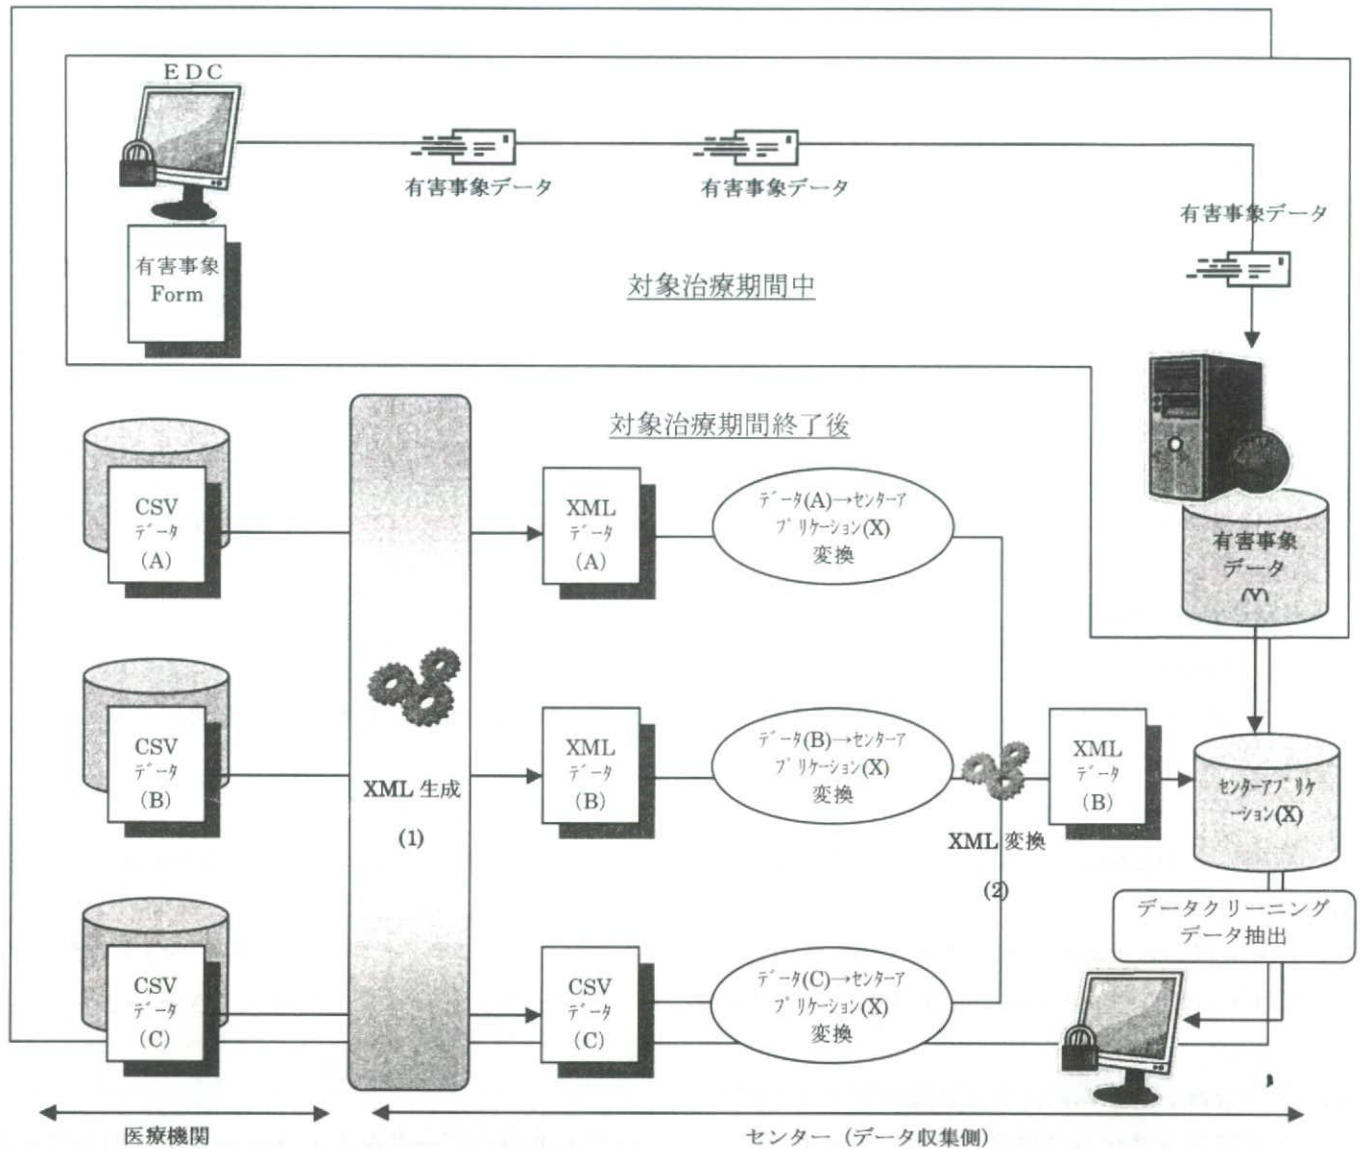 EDC
有害事象データ
有害事象データ
有害事象データ
有害事象
Form
対象治療期間中
対象治療期間終了後
CSV
ﾃﾞｰﾀ
(A)
XML
ﾃﾞｰﾀ
(A)
ﾃﾞｰﾀ(A)→ｾﾝﾀｰｱ
ﾌﾟﾘｹｰｼｮﾝ(X)
変換
有害事象
データ
(Y)
CSV
ﾃﾞｰﾀ
(B)
XML 生成
(1)
XML
ﾃﾞｰﾀ
(B)
ﾃﾞｰﾀ(B)→ｾﾝﾀｰｱ
ﾌﾟﾘｹｰｼｮﾝ(X)
変換
XML 変換
(2)
XML
ﾃﾞｰﾀ
(B)
ｾﾝﾀｰｱﾌﾟﾘｹ
ｰｼｮﾝ(X)
データクリーニング
データ抽出
CSV
ﾃﾞｰﾀ
(C)
CSV
ﾃﾞｰﾀ
(C)
ﾃﾞｰﾀ(C)→ｾﾝﾀｰｱ
ﾌﾟﾘｹｰｼｮﾝ(X)
変換
医療機関
センター（データ収集側）